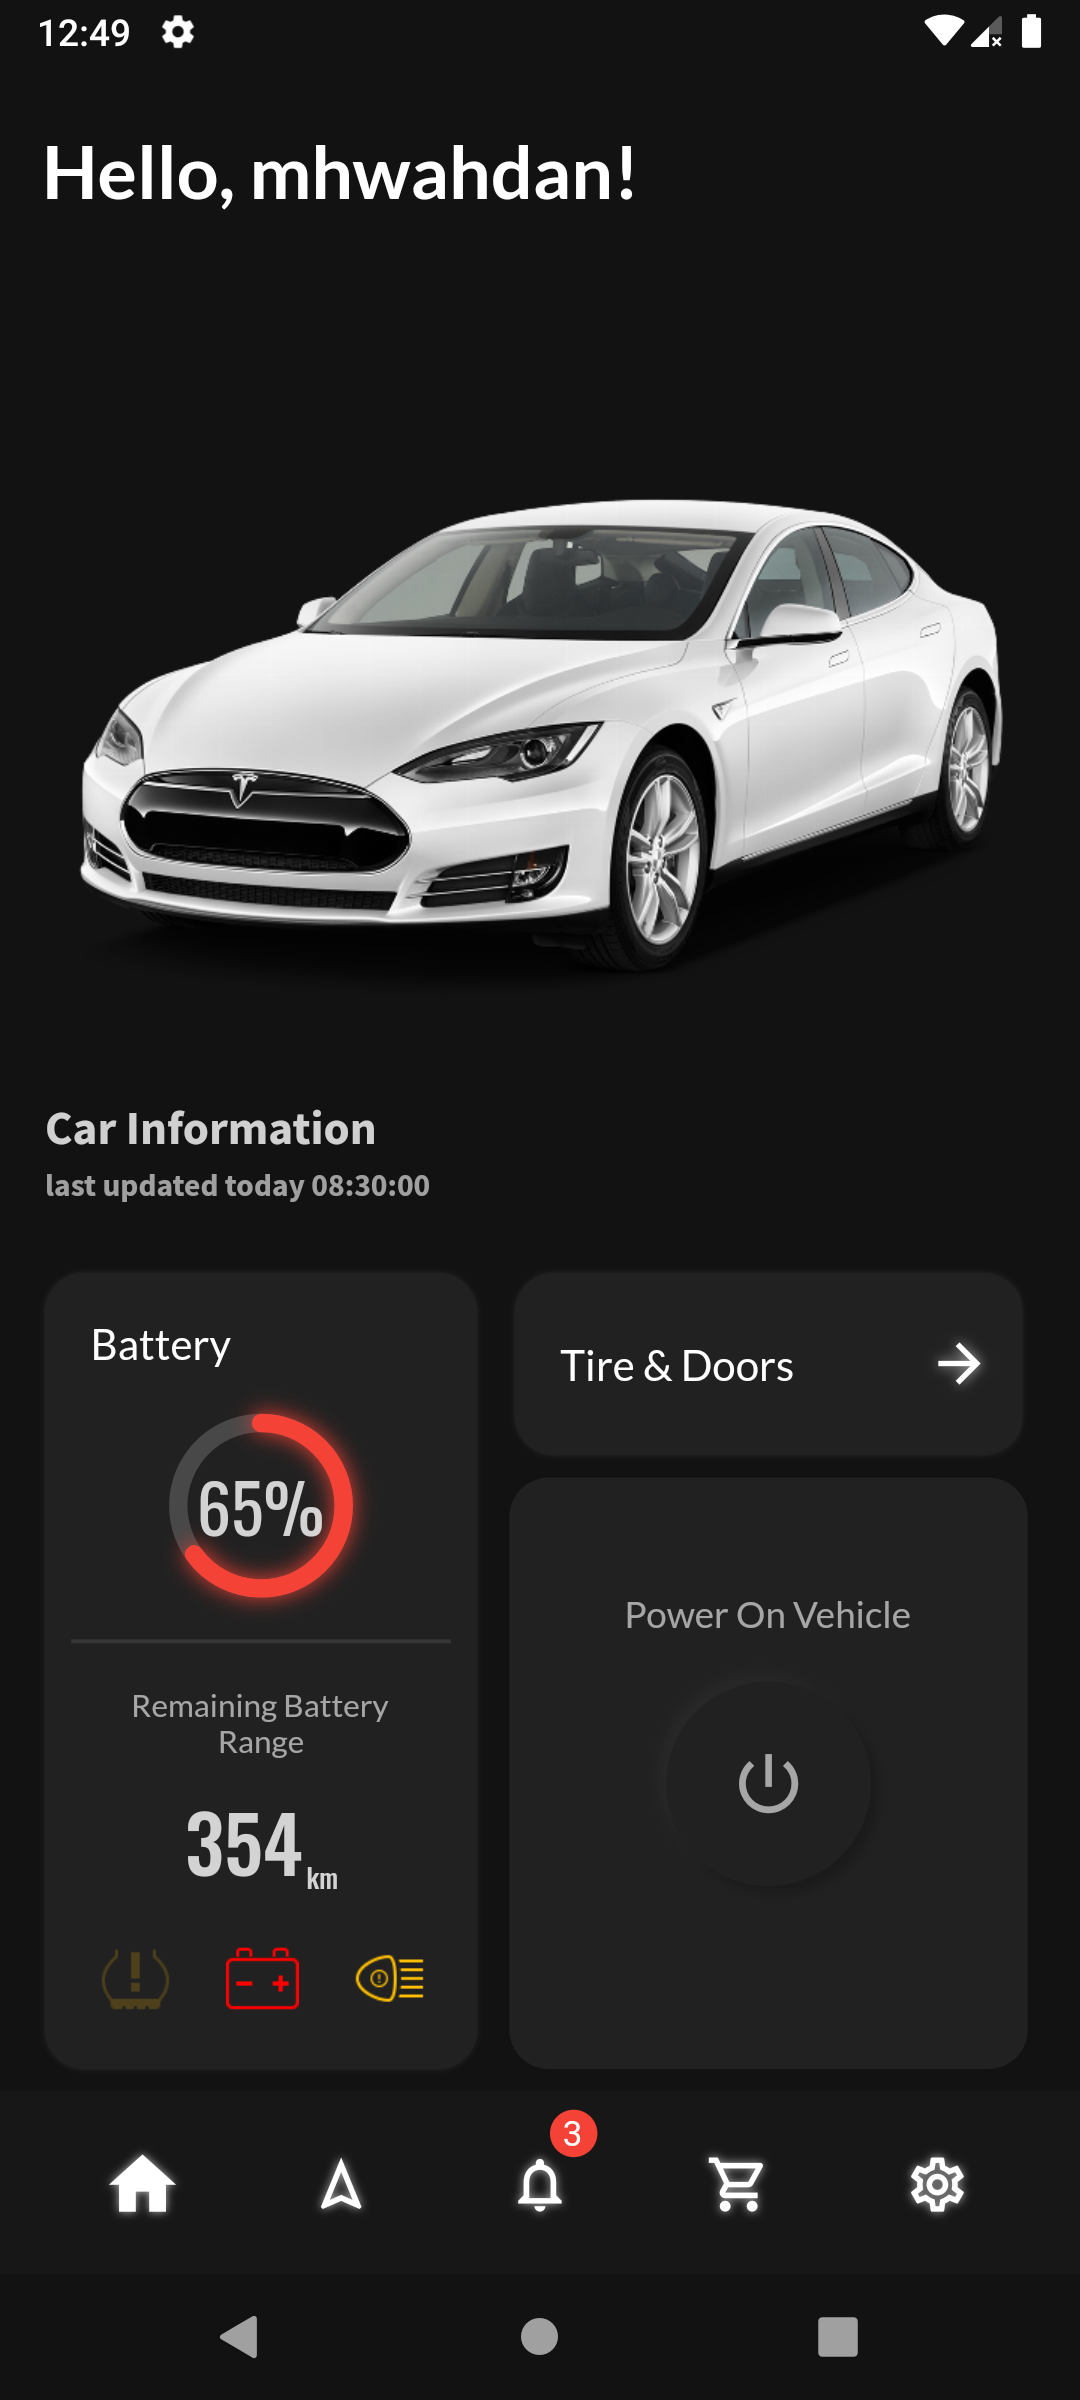 12:49
Hello, mhwahdan!
Car Information
last updated today 08:30:00
Battery
65%
Remaining Battery
Range
354 km
Tire & Doors
Power On Vehicle
3